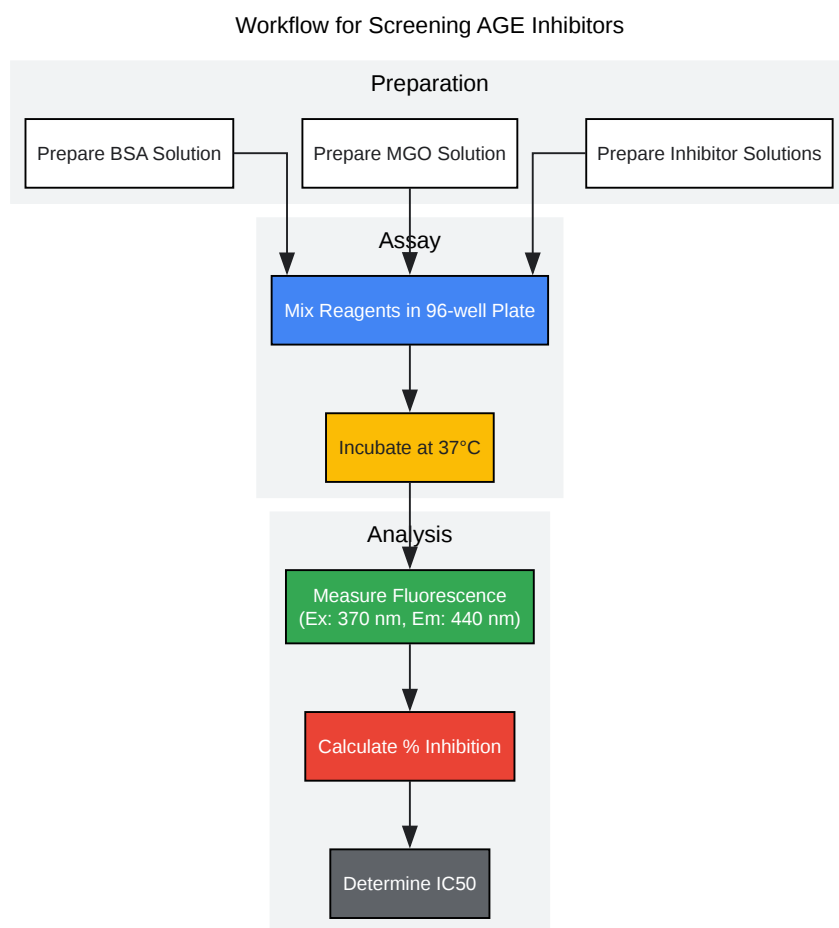 Workflow for Screening AGE Inhibitors
Preparation
Prepare BSA Solution
Prepare MGO Solution
Prepare Inhibitor Solutions
Assay
Mix Reagents in 96-well Plate
Incubate at 37°C
Analysis
Measure Fluorescence
(Ex: 370 nm, Em: 440 nm)
Calculate % Inhibition
Determine IC50